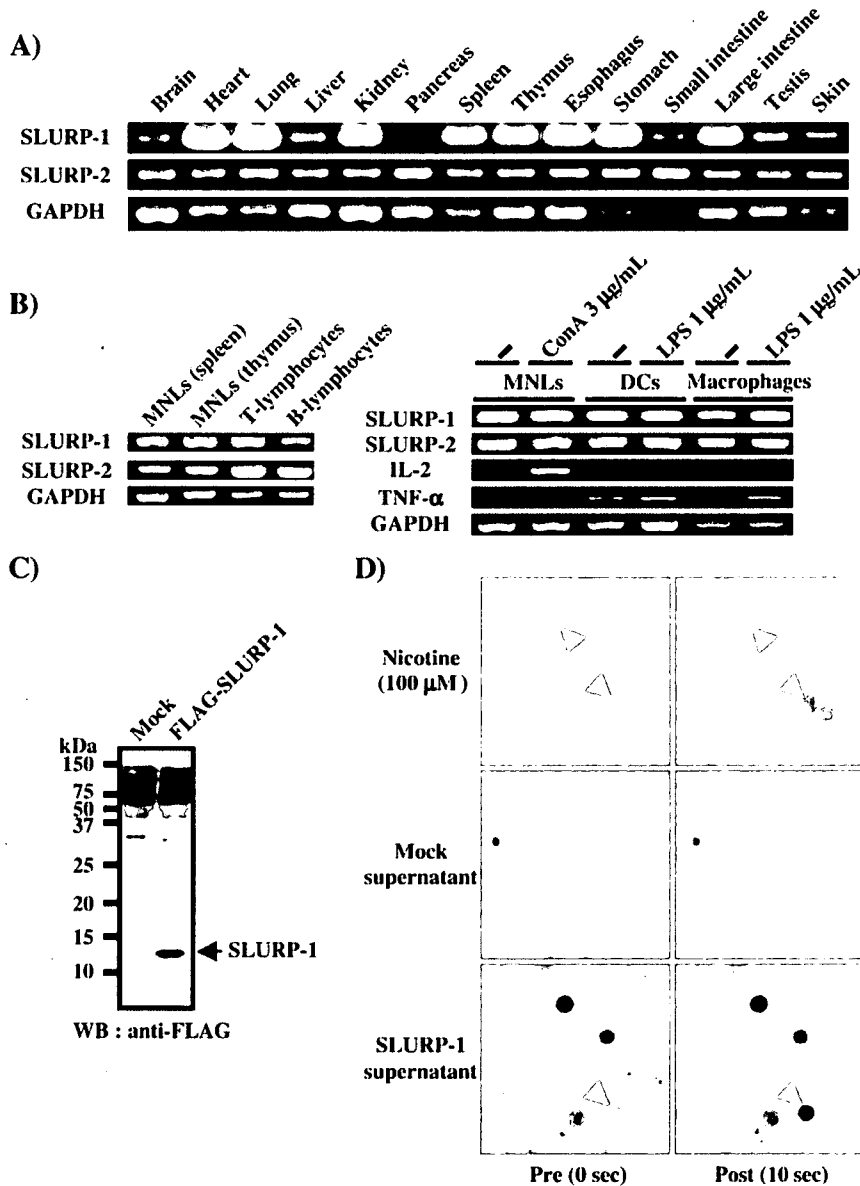 A)
Brain Heart Lung Liver Kidney Pancreas Spleen Thymus Esophagus Stomach Small intestine Large intestine Testis Skin
SLURP-1
SLURP-2
GAPDH
B)
MNLs (spleen) MNLs (thymus) T-lymphocytes B-lymphocytes
SLURP-1
SLURP-2
GAPDH
- ConA 3 μg/mL - LPS 1 μg/mL - LPS 1 μg/mL
MNLs DCs Macrophages
SLURP-1
SLURP-2
IL-2
TNF-α
GAPDH
C)
Mock FLAG-SLURP-1
kDa
150
75
50
37
25
20
15
10
SLURP-1
WB : anti-FLAG
D)
Nicotine
(100 μM)
Mock
supernatant
SLURP-1
supernatant
Pre (0 sec) Post (10 sec)